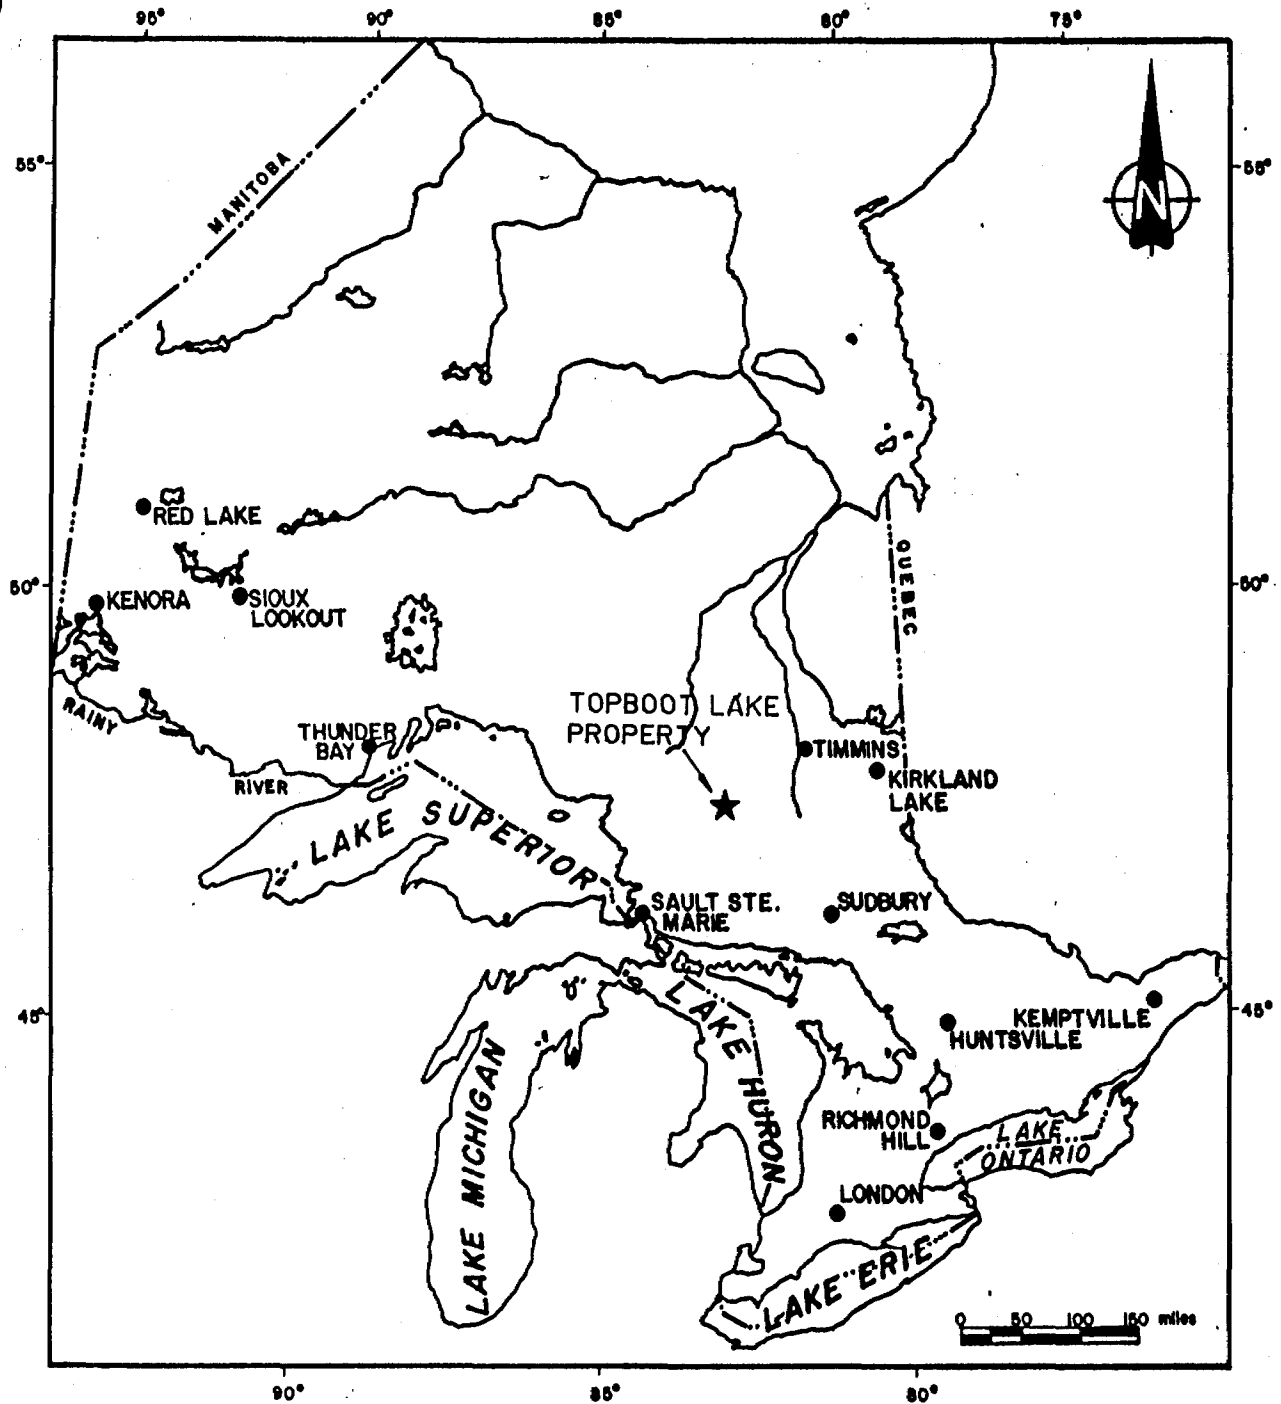 95° 90° 85° 80° 75°
55° 55°
MANITOBA
N
RED LAKE
50° 50°
KENORA
SIOUX
LOOKOUT
QUEBEC
RAINY
RIVER
THUNDER
BAY
TOPBOOT LAKE
PROPERTY
TIMMINS
KIRKLAND
LAKE
LAKE SUPERIOR
SAULT STE.
MARIE
SUDBURY
45° 45°
LAKE HURON
LAKE MICHIGAN
KEMPTVILLE
HUNTSVILLE
RICHMOND
HILL
LAKE
ONTARIO
LONDON
LAKE ERIE
0 50 100 150 miles
90° 85° 80°